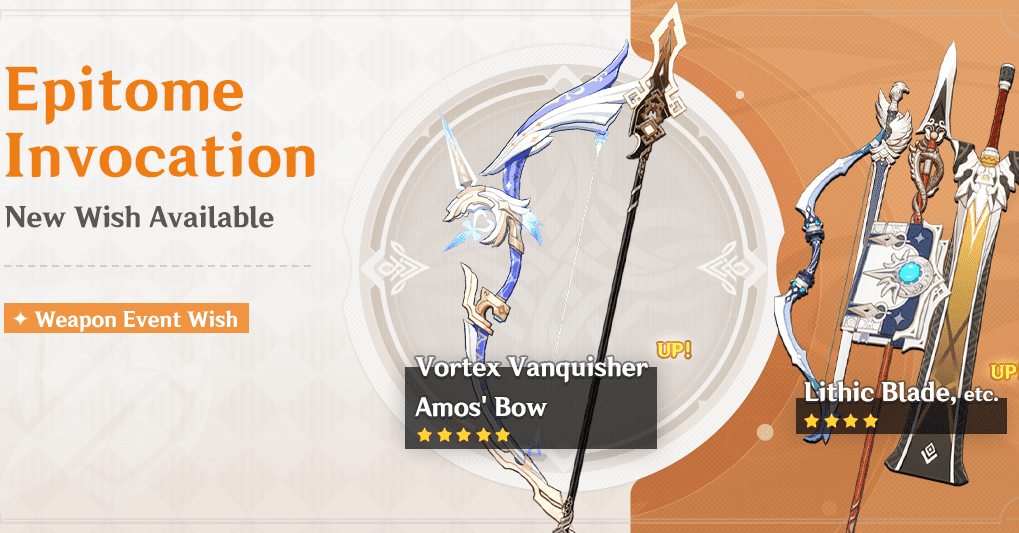 Epitome
Invocation
New Wish Available
Weapon Event Wish
Vortex Vanquisher
UP!
Amos' Bow
Lithic Blade, etc.
UP!